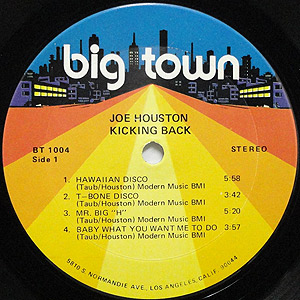 big town
JOE HOUSTON
KICKING BACK
BT 1004
Side 1
STEREO
1. HAWAIIAN DISCO 5:58
(Taub/Houston) Modern Music BMI
2. T-BONE DISCO 3:42
(Taub/Houston) Modern Music BMI
3. MR. BIG "H" 5:20
(Taub/Houston) Modern Music BMI
4. BABY WHAT YOU WANT ME TO DO 3:57
(Taub/Houston) Modern Music BMI
5810 S. NORMANDIE AVE., LOS ANGELES, CALIF. 90044